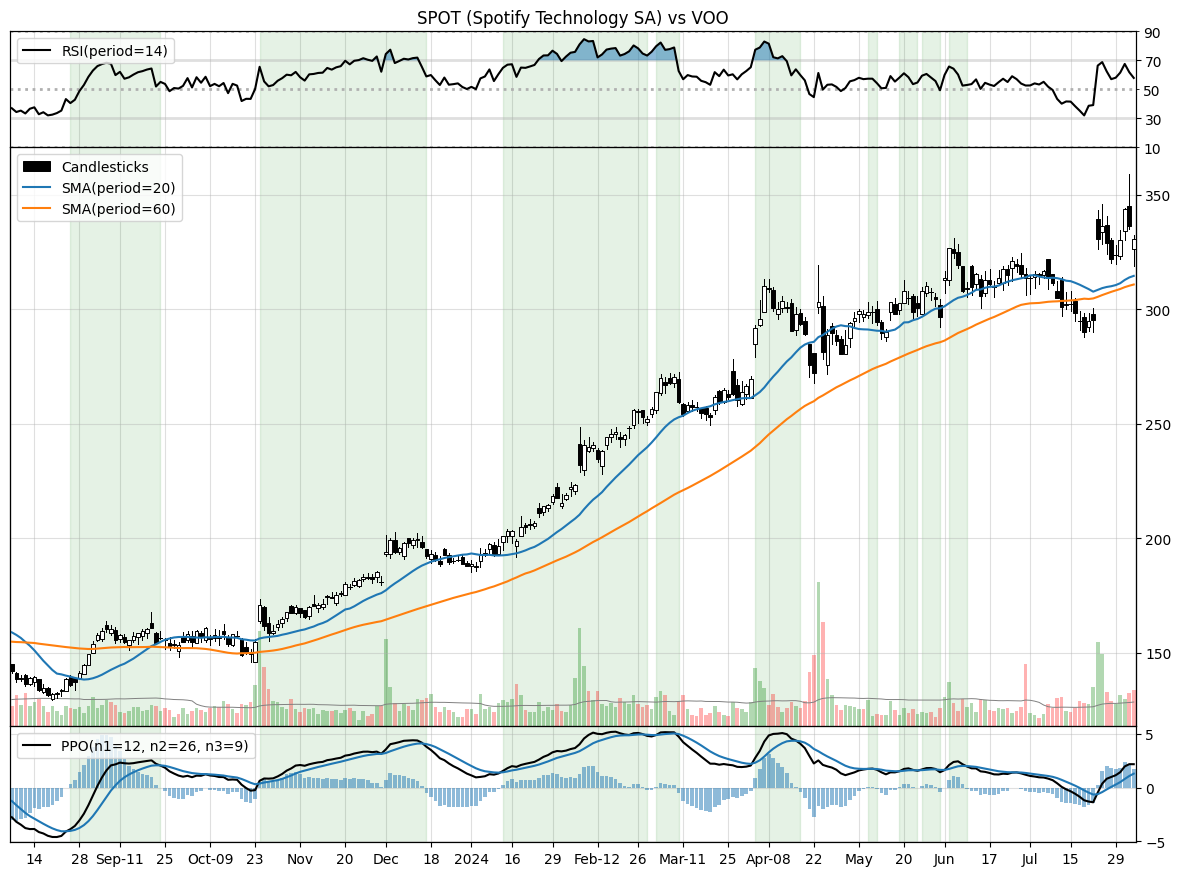 SPOT (Spotify Technology SA) vs VOO
RSI(period=14)
90
70
50
30
10
Candlesticks
SMA(period=20)
SMA(period=60)
350
300
250
200
150
PPO(n1=12, n2=26, n3=9)
5
0
−5
14 28 Sep-11 25 Oct-09 23 Nov 20 Dec 18 2024 16 29 Feb-12 26 Mar-11 25 Apr-08 22 May 20 Jun 17 Jul 15 29